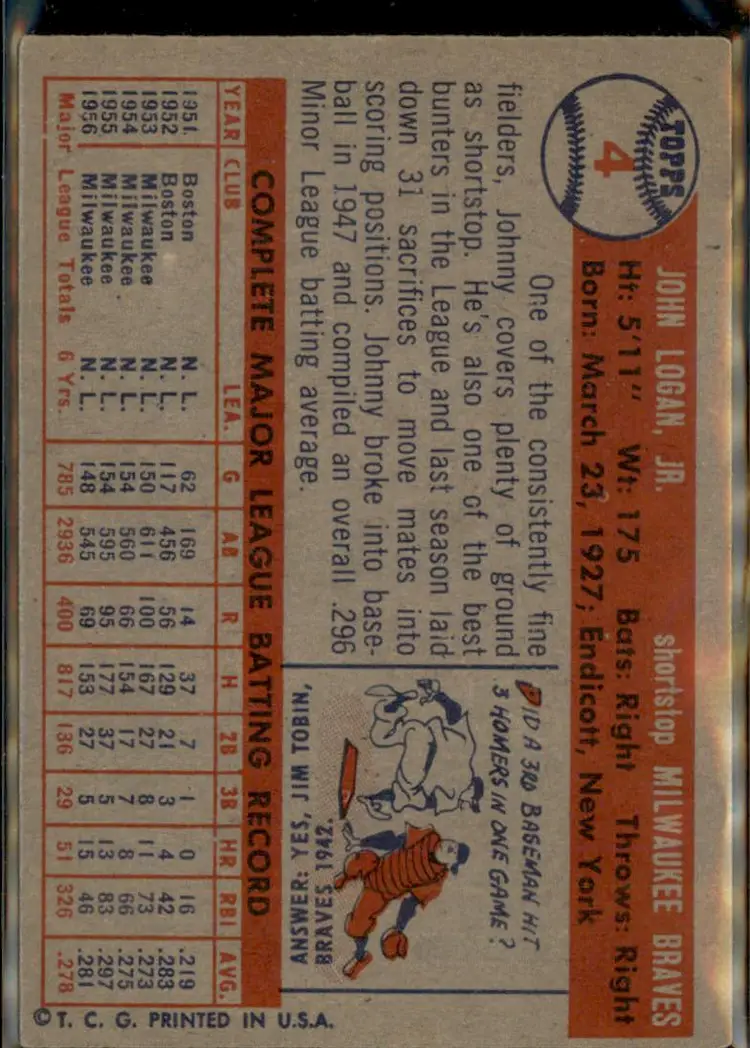 TOPPS
4
JOHN LOGAN, JR.
shortstop MILWAUKEE BRAVES
Ht: 5'11" Wt: 175 Bats: Right Throws: Right
Born: March 23, 1927; Endicott, New York
One of the consistently fine
fielders, Johnny covers plenty of ground
as shortstop. He's also one of the best
bunters in the League and last season laid
down 31 sacrifices to move mates into
scoring positions. Johnny broke into base-
ball in 1947 and compiled an overall .296
Minor League batting average.
DID A 3RD BASEMAN HIT
3 HOMERS IN ONE GAME?
ANSWER: YES, JIM TOBIN,
BRAVES 1942.
COMPLETE MAJOR LEAGUE BATTING RECORD
YEAR CLUB LEA. G AB R H 2B 3B HR RBI AVG.
1951 Boston N. L. 62 169 14 37 7 1 0 16 .219
1952 Boston N. L. 117 456 56 129 21 3 4 42 .283
1953 Milwaukee N. L. 150 611 100 167 27 8 11 73 .273
1954 Milwaukee N. L. 154 560 66 154 17 7 8 66 .275
1955 Milwaukee N. L. 154 595 95 177 37 5 13 83 .297
1956 Milwaukee N. L. 148 545 69 153 27 5 15 46 .281
Major League Totals 6 Yrs. 785 2936 400 817 136 29 51 326 .278
© T. C. G. PRINTED IN U.S.A.